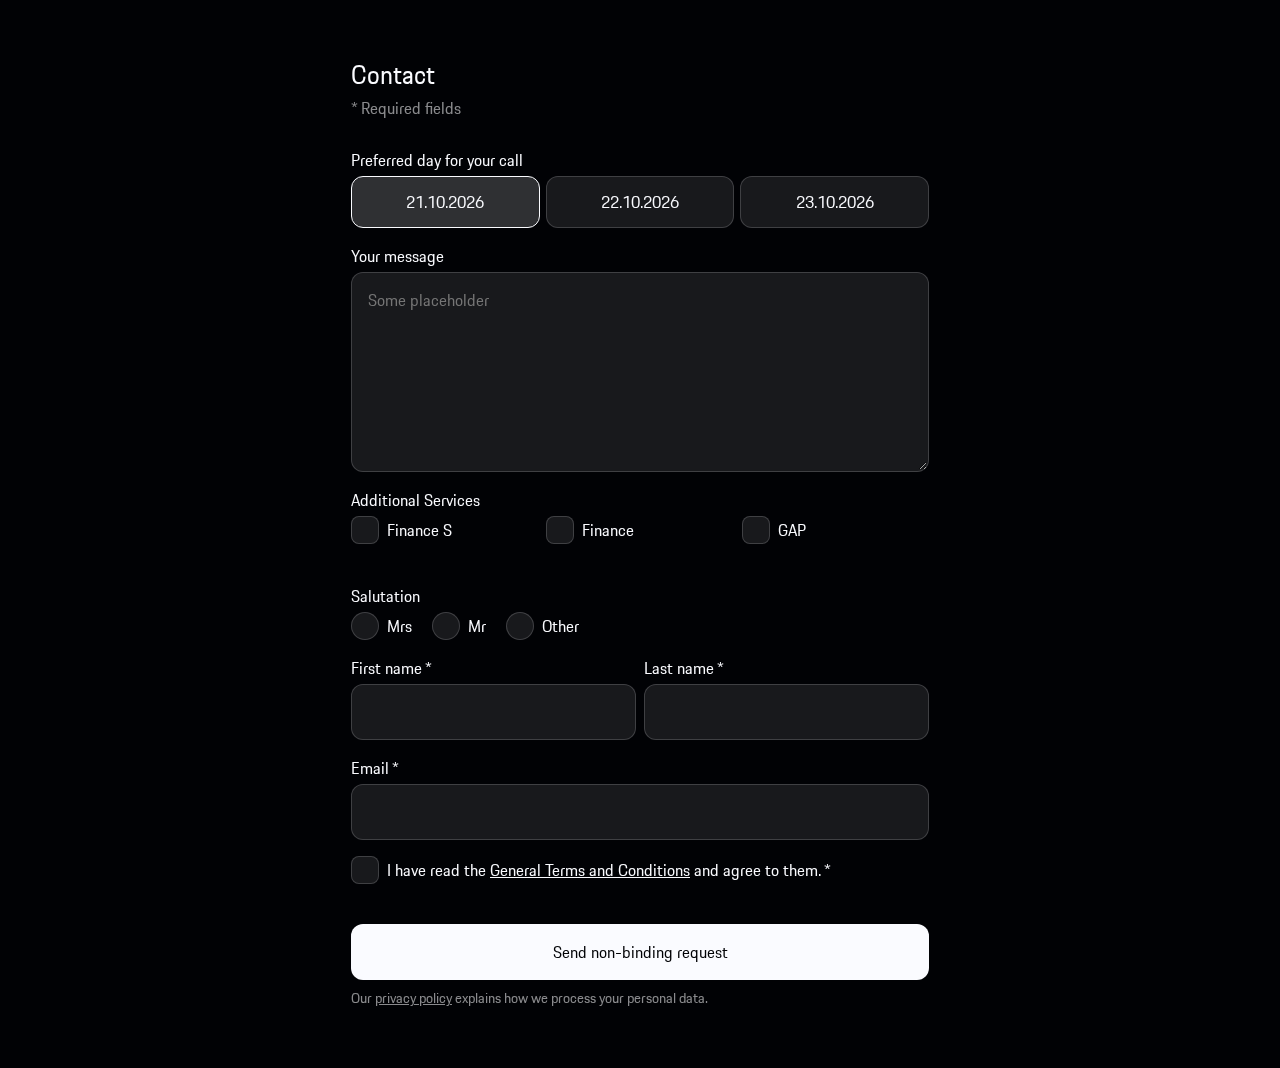 Contact
* Required fields
Preferred day for your call
21.10.2026 22.10.2026 23.10.2026
Your message
Some placeholder
Additional Services
Finance S Finance GAP
Salutation
Mrs Mr Other
First name * Last name *
Email *
I have read the General Terms and Conditions and agree to them. *
Send non-binding request
Our privacy policy explains how we process your personal data.